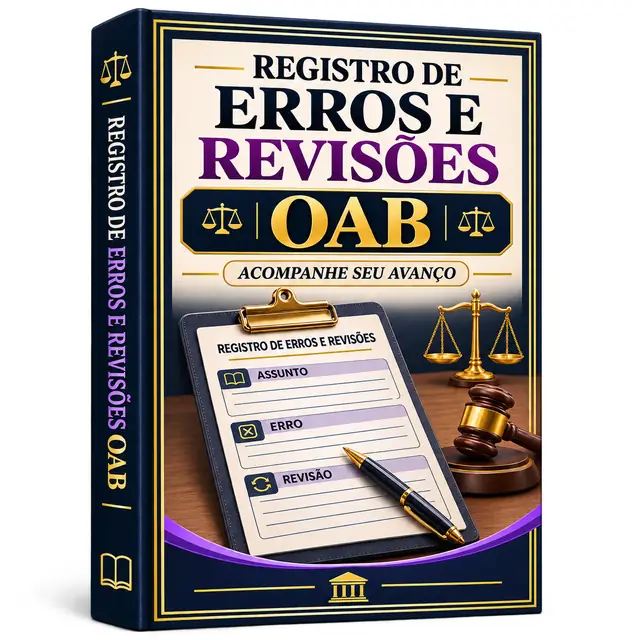 REGISTRO DE
ERROS E
REVISÕES
OAB
ACOMPANHE SEU AVANÇO
REGISTRO DE ERROS E REVISÕES
ASSUNTO
ERRO
REVISÃO
REGISTRO DE ERROS E REVISÕES OAB